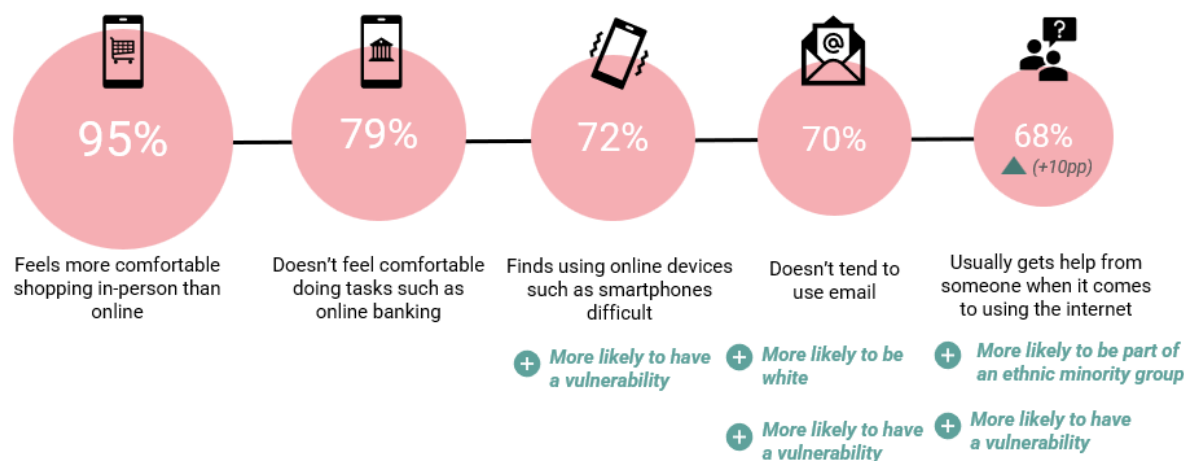 95%
79%
72%
70%
68%
(+10pp)
@
?
Feels more comfortable
shopping in-person than
online
Doesn't feel comfortable
doing tasks such as
online banking
Finds using online devices
such as smartphones
difficult
Doesn't tend to
use email
Usually gets help from
someone when it comes
to using the internet
More likely to have
a vulnerability
More likely to be
white
More likely to have
a vulnerability
More likely to be part of
an ethnic minority group
More likely to have
a vulnerability